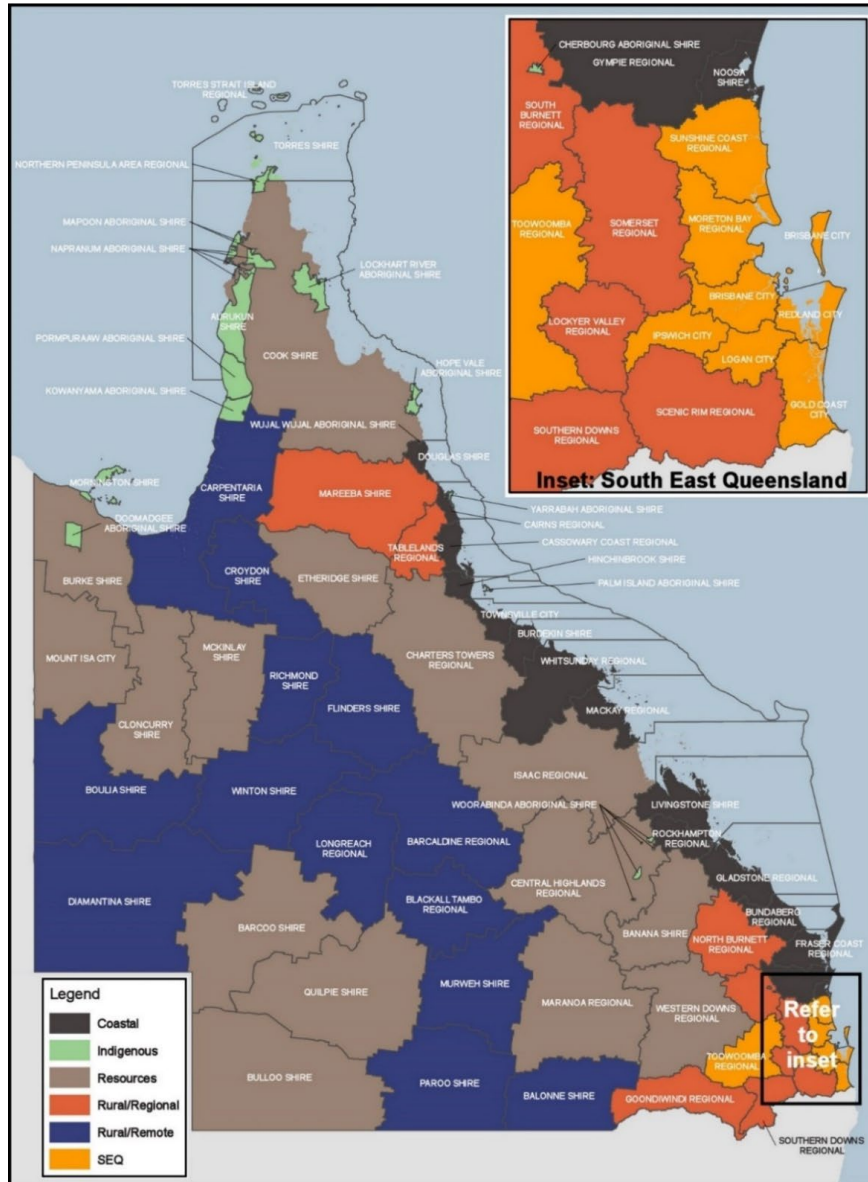 TORRES STRAIT ISLAND
REGIONAL
TORRES SHIRE
NORTHERN PENINSULA AREA REGIONAL
MAPOON ABORIGINAL SHIRE
NAPRANUM ABORIGINAL SHIRE
LOCKHART RIVER
ABORIGINAL SHIRE
AURUKUN
SHIRE
PORMPURAAW ABORIGINAL SHIRE
COOK SHIRE
KOWANYAMA ABORIGINAL SHIRE
HOPE VALE
ABORIGINAL SHIRE
WUJAL WUJAL ABORIGINAL SHIRE
DOUGLAS SHIRE
MORNINGTON SHIRE
CARPENTARIA
SHIRE
MAREEBA SHIRE
YARRABAH ABORIGINAL SHIRE
CAIRNS REGIONAL
DOOMADGEE
ABORIGINAL SHIRE
CASSOWARY COAST REGIONAL
TABLELANDS
REGIONAL
HINCHINBROOK SHIRE
BURKE SHIRE
CROYDON
SHIRE
ETHERIDGE SHIRE
PALM ISLAND ABORIGINAL SHIRE
TOWNSVILLE CITY
BURDEKIN SHIRE
MOUNT ISA CITY
MCKINLAY
SHIRE
CHARTERS TOWERS
REGIONAL
WHITSUNDAY REGIONAL
RICHMOND
SHIRE
FLINDERS SHIRE
MACKAY REGIONAL
CLONCURRY
SHIRE
ISAAC REGIONAL
BOULIA SHIRE
WINTON SHIRE
WOORABINDA ABORIGINAL SHIRE
LIVINGSTONE SHIRE
LONGREACH
REGIONAL
BARCALDINE REGIONAL
ROCKHAMPTON
REGIONAL
CENTRAL HIGHLANDS
REGIONAL
GLADSTONE REGIONAL
DIAMANTINA SHIRE
BLACKALL TAMBO
REGIONAL
BUNDABERG
REGIONAL
BARCOO SHIRE
BANANA SHIRE
NORTH BURNETT
REGIONAL
FRASER COAST
REGIONAL
QUILPIE SHIRE
MURWEH SHIRE
MARANOA REGIONAL
WESTERN DOWNS
REGIONAL
Refer
to
inset
TOOWOOMBA
REGIONAL
BULLOO SHIRE
PAROO SHIRE
BALONNE SHIRE
GOONDIWINDI REGIONAL
SOUTHERN DOWNS
REGIONAL
Legend
Coastal
Indigenous
Resources
Rural/Regional
Rural/Remote
SEQ
CHERBOURG ABORIGINAL SHIRE
GYMPIE REGIONAL
NOOSA
SHIRE
SOUTH
BURNETT
REGIONAL
SUNSHINE COAST
REGIONAL
TOOWOOMBA
REGIONAL
SOMERSET
REGIONAL
MORETON BAY
REGIONAL
BRISBANE CITY
BRISBANE CITY
REDLAND CITY
LOCKYER VALLEY
REGIONAL
IPSWICH CITY
LOGAN CITY
SCENIC RIM REGIONAL
GOLD COAST
CITY
SOUTHERN DOWNS
REGIONAL
Inset: South East Queensland